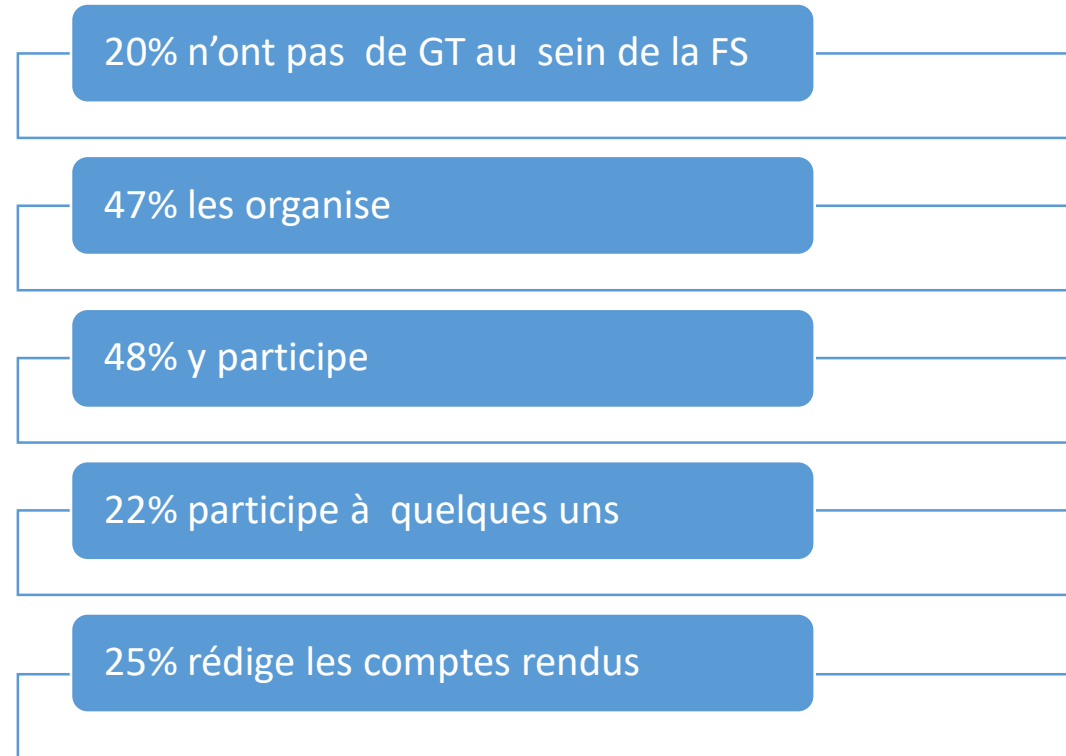 20% n’ont pas de GT au sein de la FS
47% les organise
48% y participe
22% participe à quelques uns
25% rédige les comptes rendus